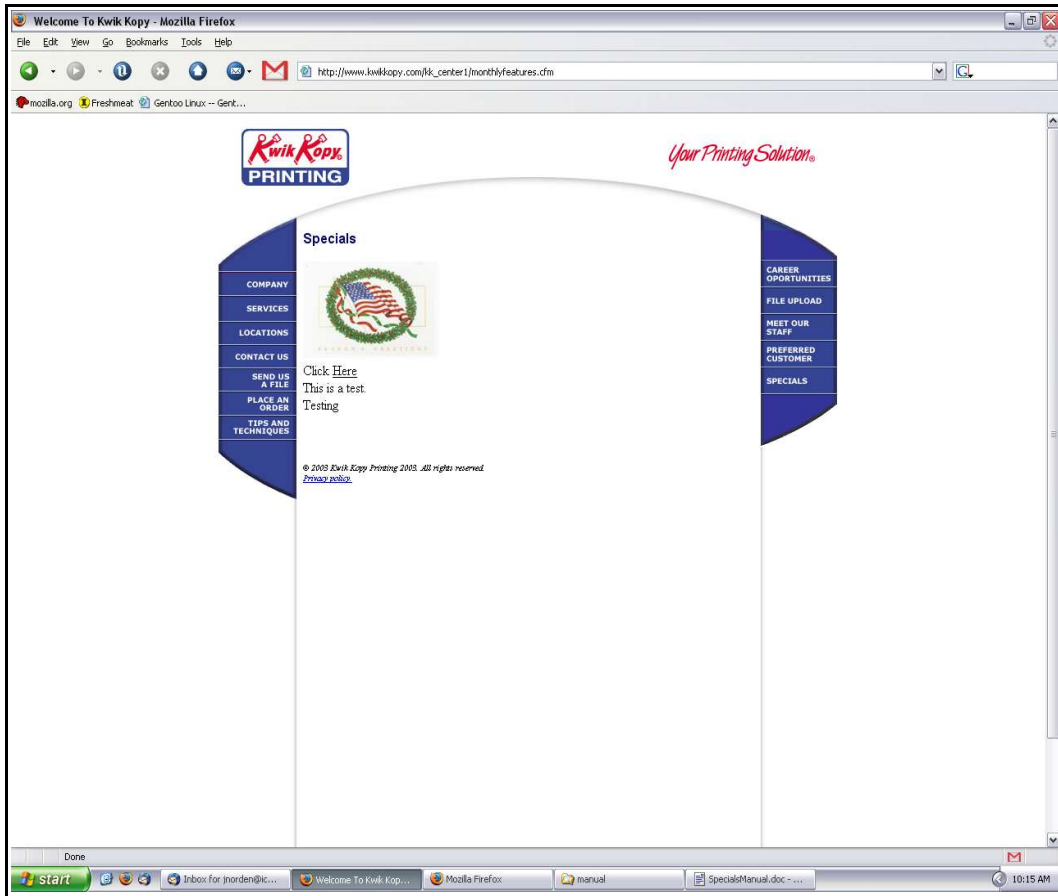 Welcome To Kwik Kopy - Mozilla Firefox
File Edit View Go Bookmarks Tools Help
http://www.kwikkopy.com/kk_center1/monthlyfeatures.cfm
G
mozilla.org Freshmeat Gentoo Linux -- Gent...
Kwik Kopy
PRINTING
Your Printing Solution®
Specials
COMPANY
SERVICES
LOCATIONS
CONTACT US
SEND US
A FILE
PLACE AN
ORDER
TIPS AND
TECHNIQUES
SEASON'S GREETINGS
Click Here
This is a test.
Testing
© 2003 Kwik Kopy Printing 2003. All rights reserved.
Privacy policy.
CAREER
OPORTUNITIES
FILE UPLOAD
MEET OUR
STAFF
PREFERRED
CUSTOMER
SPECIALS
Done
start
Inbox for jnorden@ic...
Welcome To Kwik Kop...
Mozilla Firefox
manual
SpecialsManual.doc - ...
10:15 AM